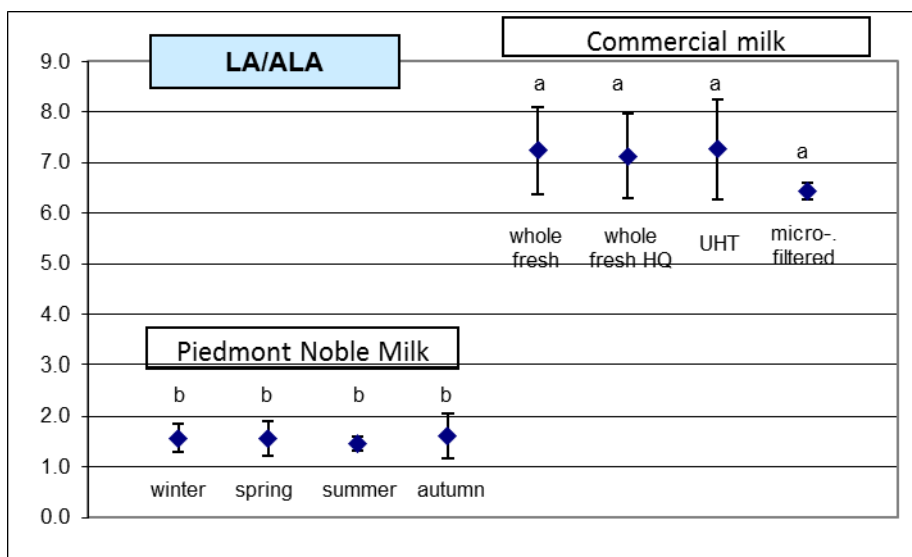 Commercial milk
LA/ALA
9.0
8.0
7.0
6.0
5.0
4.0
3.0
2.0
1.0
0.0
a a a a
whole
fresh
whole
fresh HQ
UHT
micro-.
filtered
Piedmont Noble Milk
b b b b
winter spring summer autumn